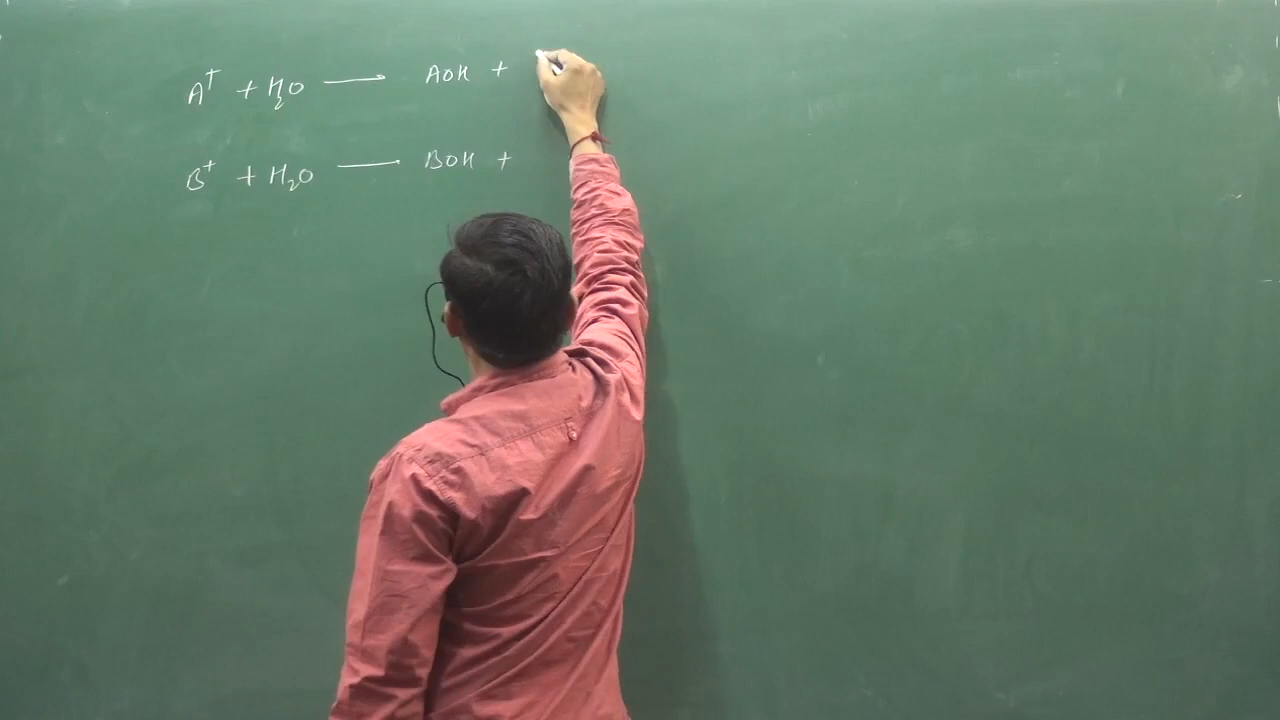 A⁺ + H₂O ⟶ AOH +
B⁺ + H₂O ⟶ BOH +